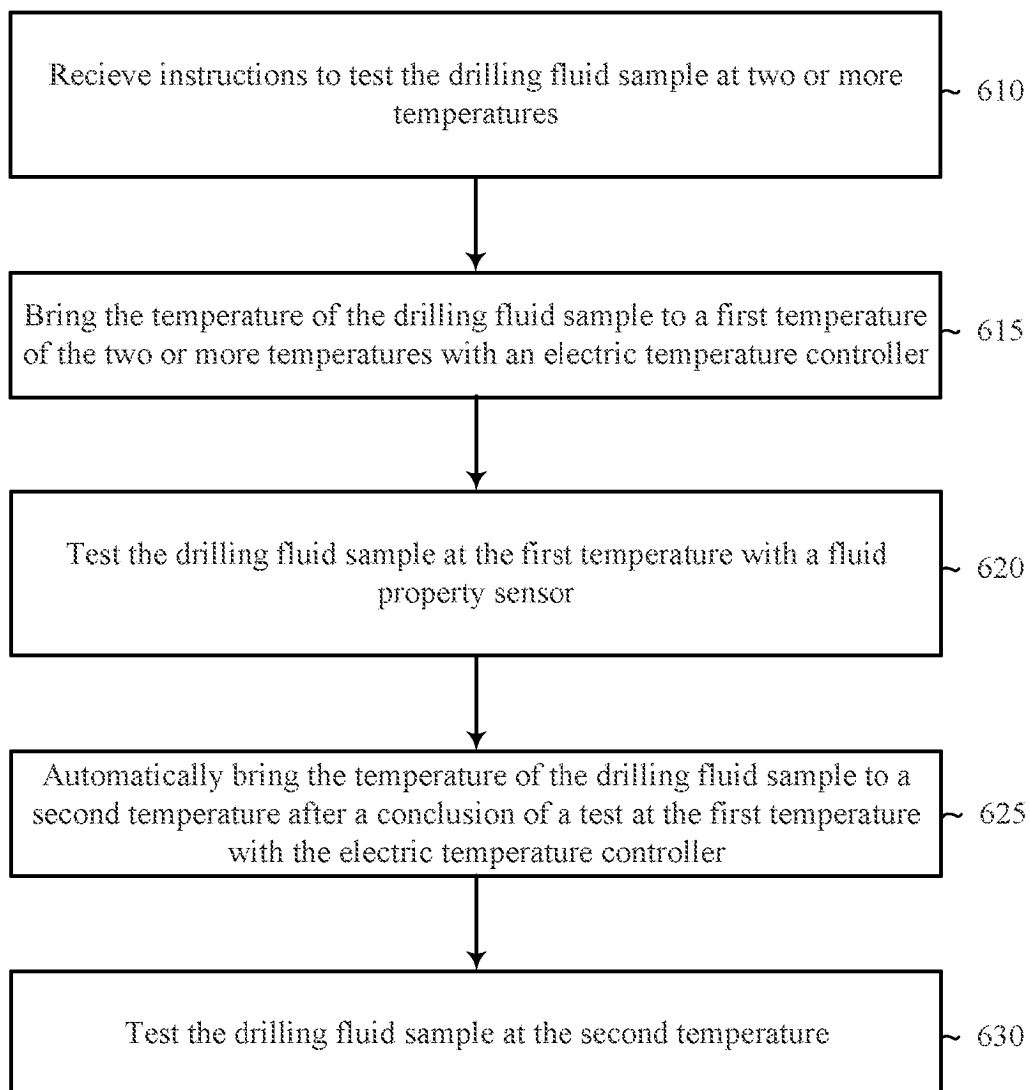 Recieve instructions to test the drilling fluid sample at two or more
temperatures
~ 610
Bring the temperature of the drilling fluid sample to a first temperature
of the two or more temperatures with an electric temperature controller
~ 615
Test the drilling fluid sample at the first temperature with a fluid
property sensor
~ 620
Automatically bring the temperature of the drilling fluid sample to a
second temperature after a conclusion of a test at the first temperature
with the electric temperature controller
~ 625
Test the drilling fluid sample at the second temperature
~ 630